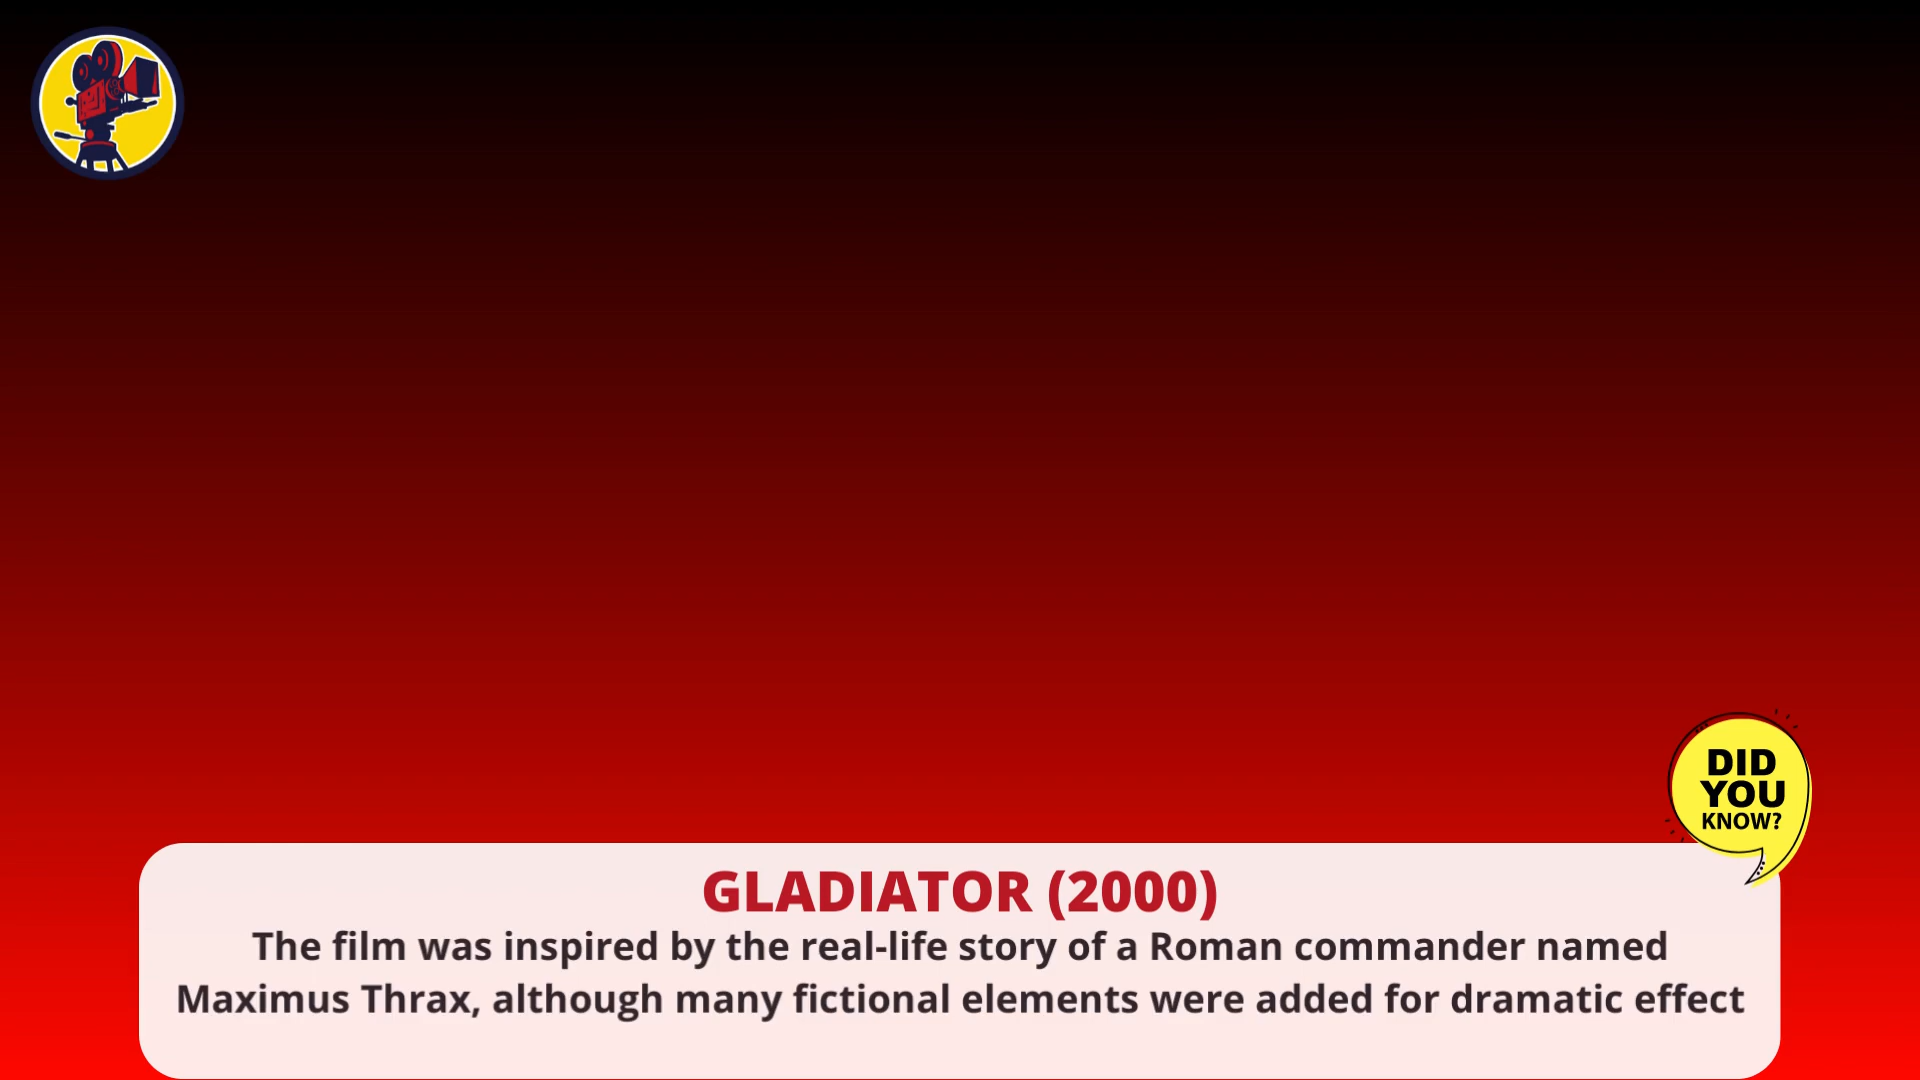 DID
YOU
KNOW?
GLADIATOR (2000)
The film was inspired by the real-life story of a Roman commander named
Maximus Thrax, although many fictional elements were added for dramatic effect